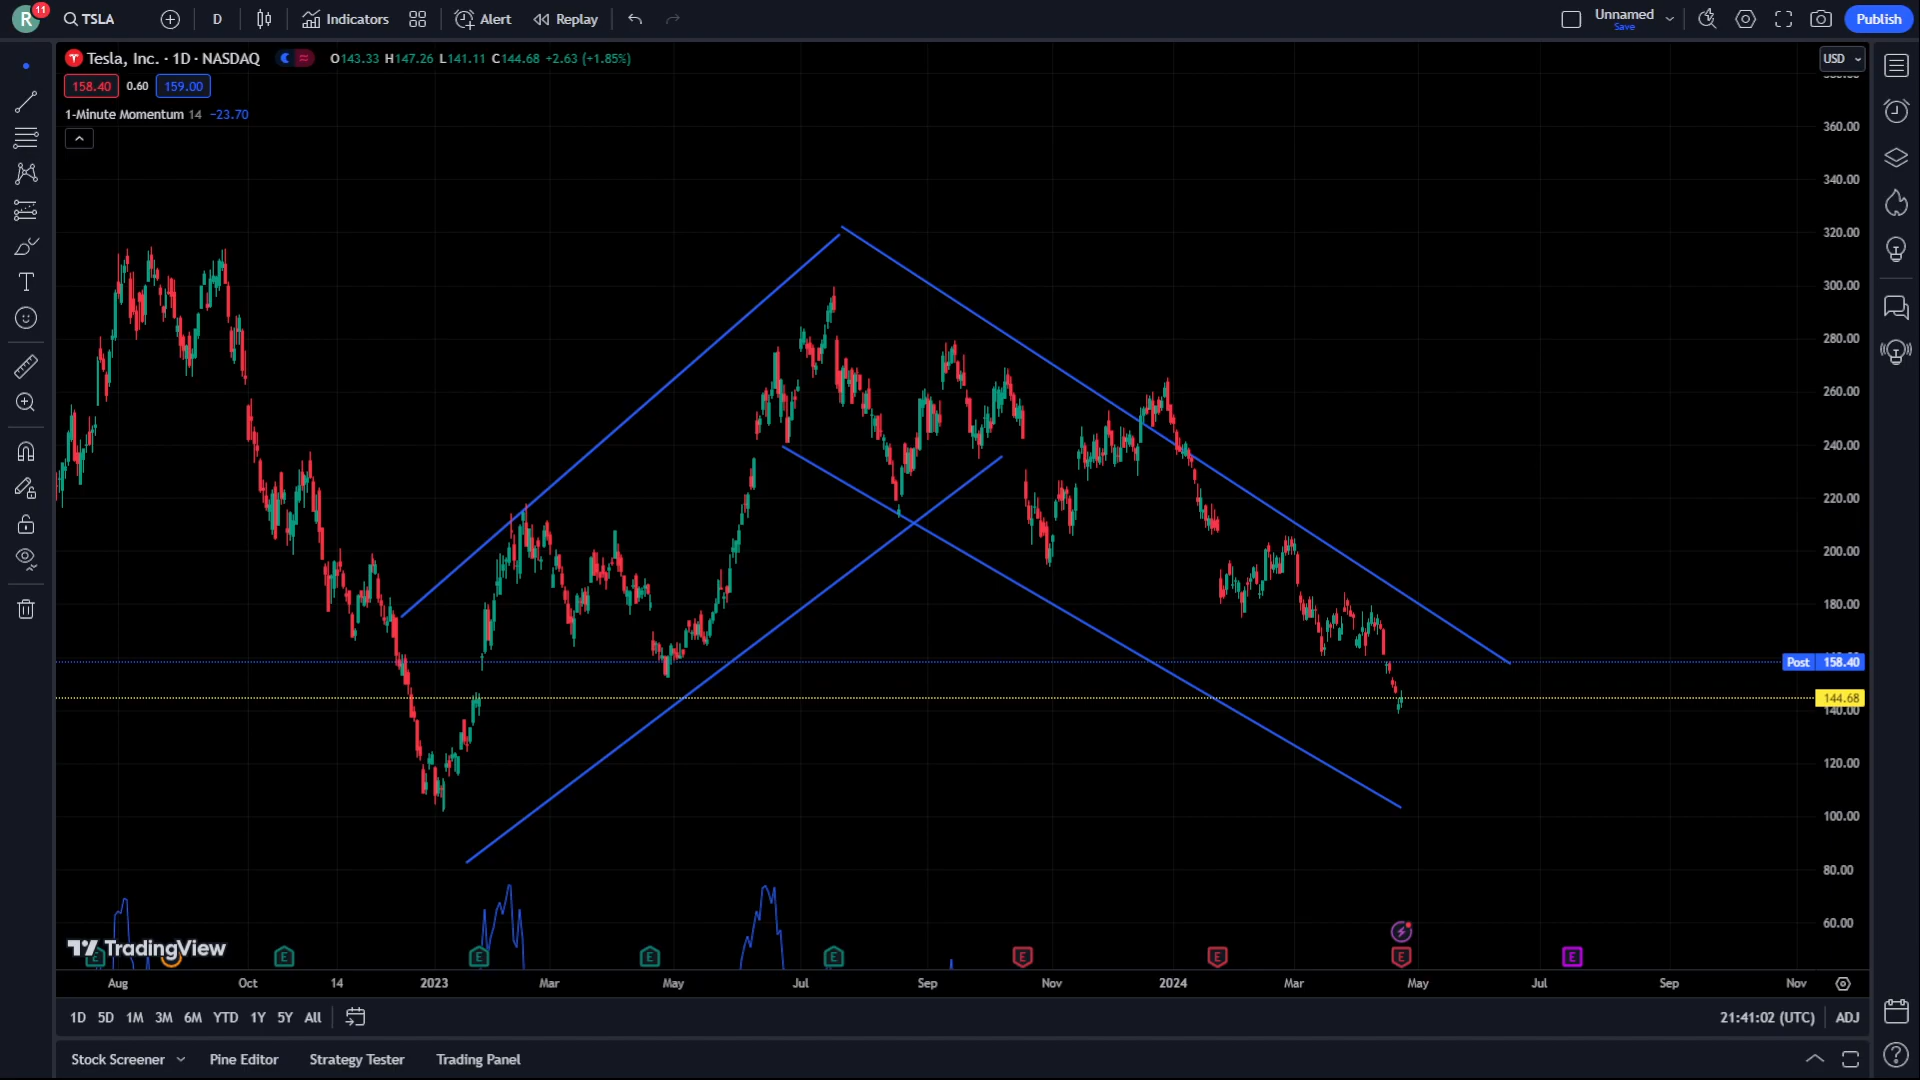 R 11 TSLA D Indicators Alert Replay Unnamed Save Publish
Tesla, Inc. · 1D · NASDAQ O143.33 H147.26 L141.11 C144.68 +2.63 (+1.85%) USD
158.40 0.60 159.00
1-Minute Momentum 14 −23.70
360.00
340.00
320.00
300.00
280.00
260.00
240.00
220.00
200.00
180.00
Post 158.40
144.68
140.00
120.00
100.00
80.00
60.00
TradingView
E E E E E E E E E
Aug Oct 14 2023 Mar May Jul Sep Nov 2024 Mar May Jul Sep Nov
1D 5D 1M 3M 6M YTD 1Y 5Y All 21:41:02 (UTC) ADJ
Stock Screener Pine Editor Strategy Tester Trading Panel